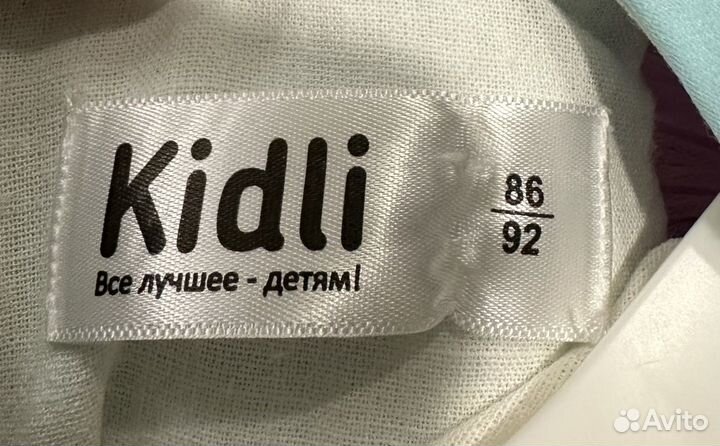 Kidli
Все лучшее - детям!
86
92
Avito